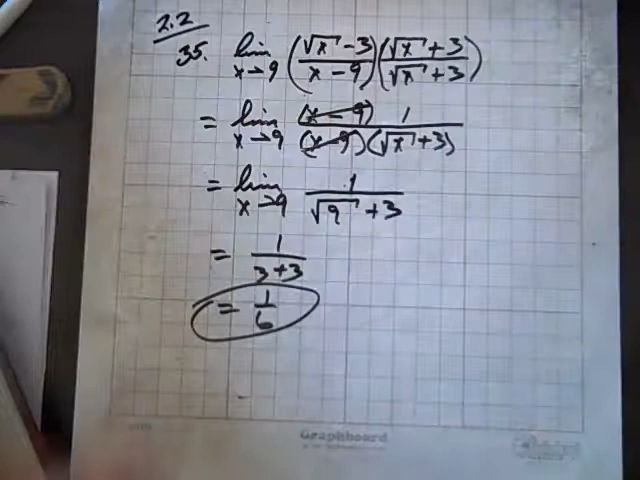 2.2
35. lim x→9 ((√x - 3)/(x - 9)) ((√x + 3)/(√x + 3))
= lim x→9 (x - 9) 1 / (x - 9)(√x + 3)
= lim x→9 1/(√9 + 3)
= 1/(3+3)
= 1/6
Graphboard